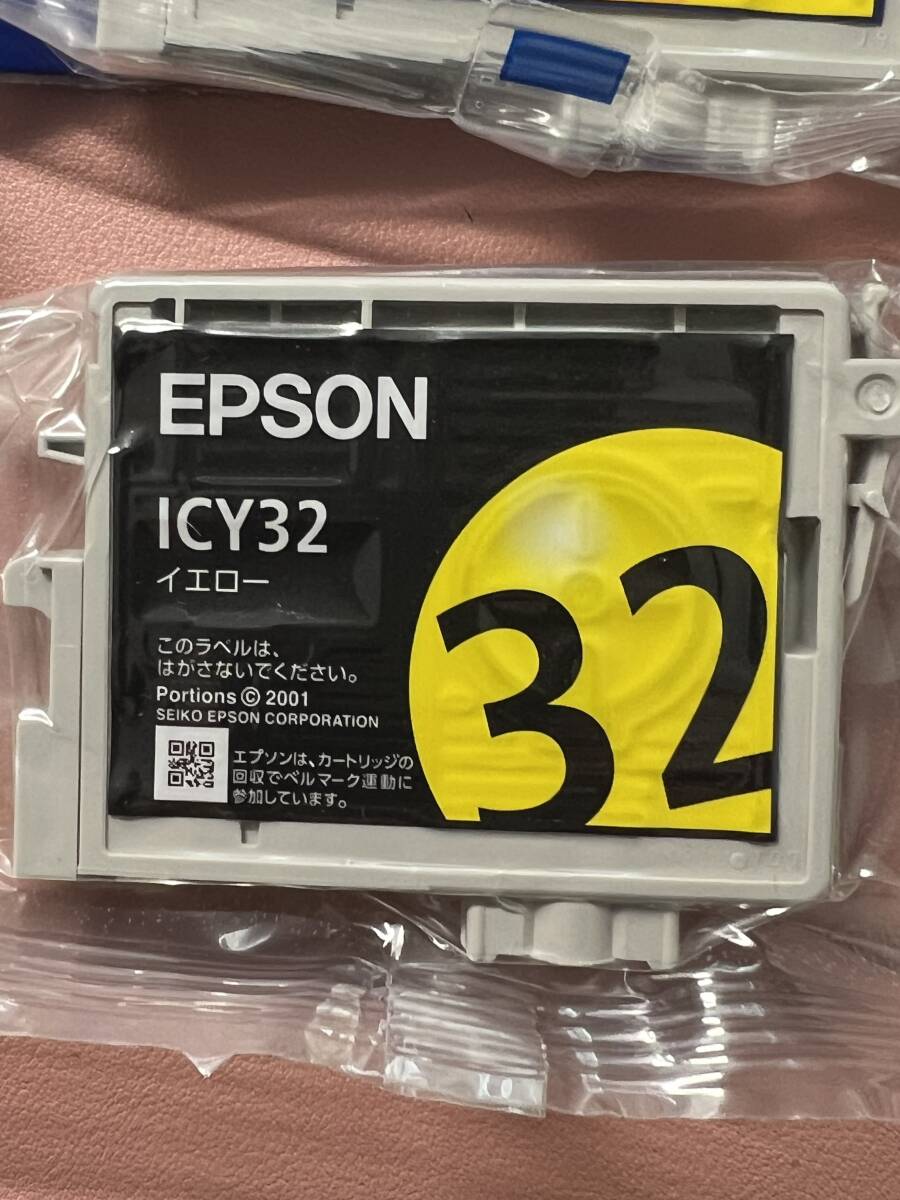 EPSON
ICY32
イエロー
32
このラベルは、
はがさないでください。
Portions © 2001
SEIKO EPSON CORPORATION
エプソンは、カートリッジの
回収でベルマーク運動に
参加しています。